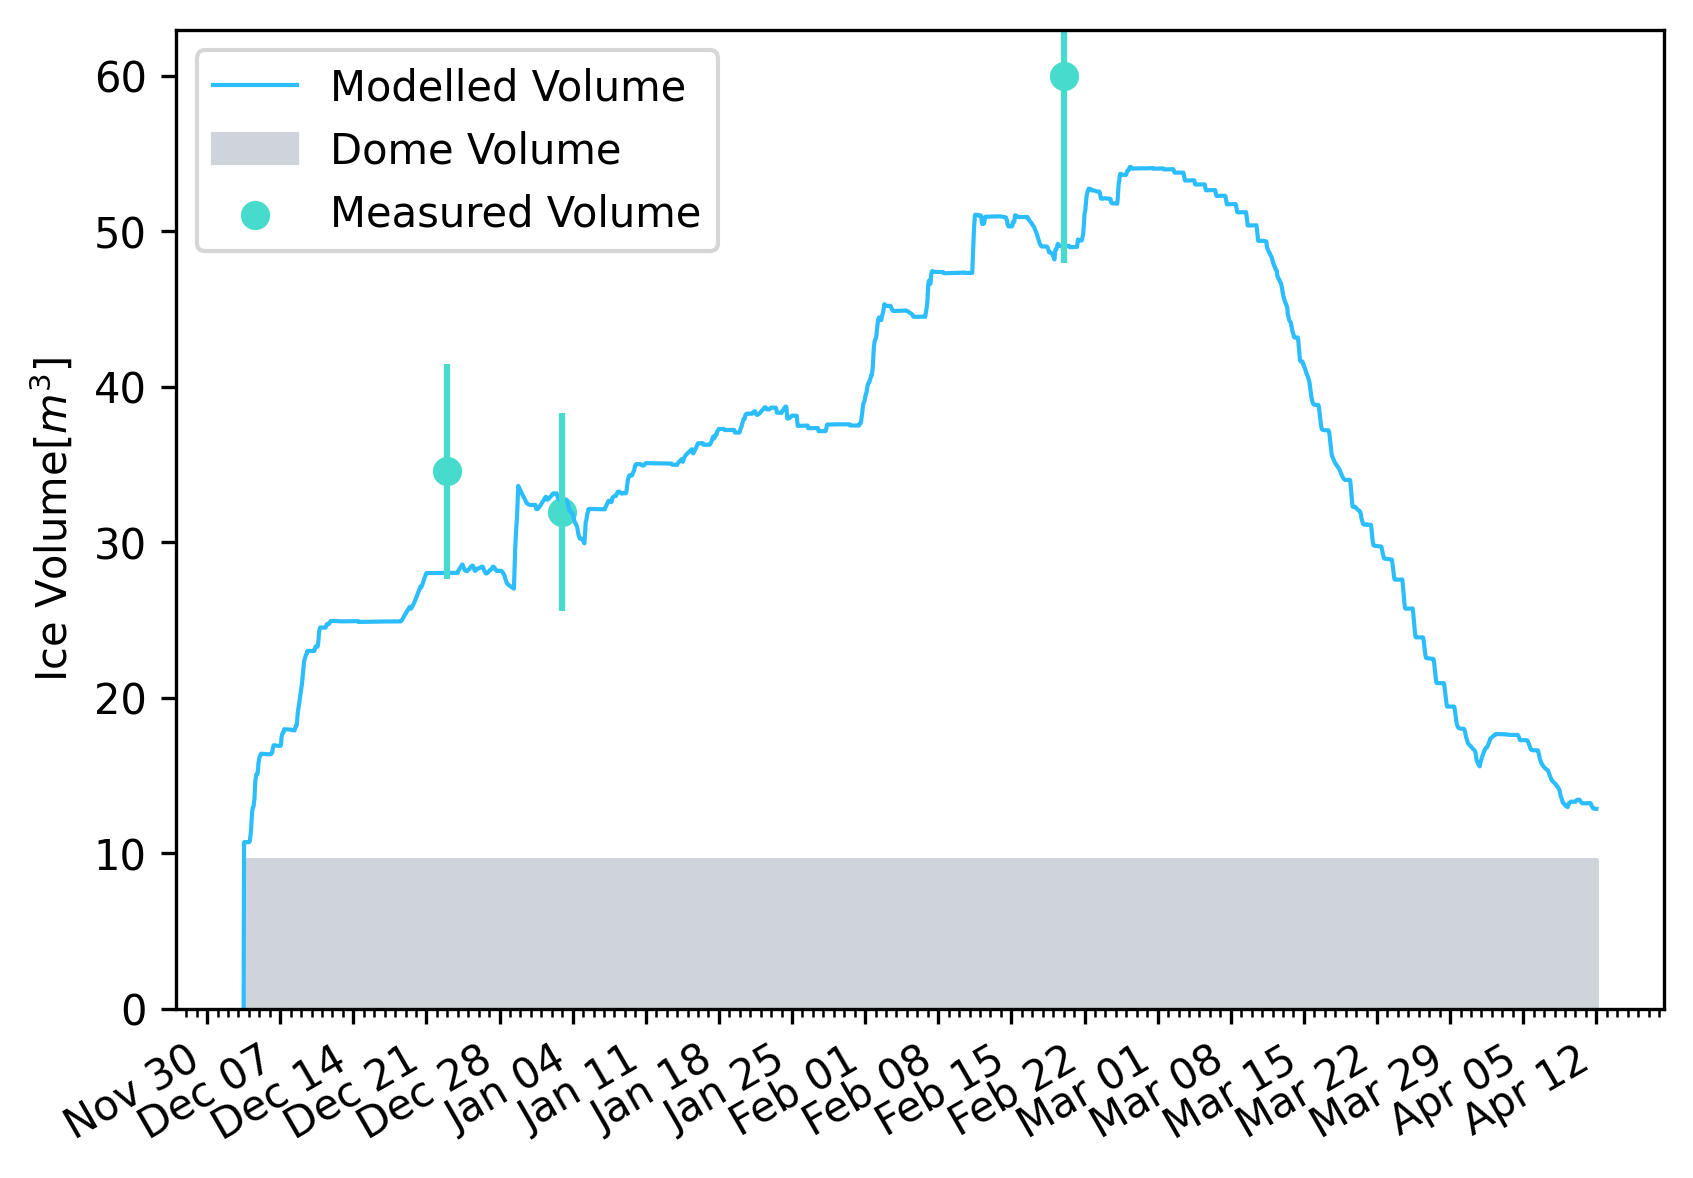 Modelled Volume
Dome Volume
Measured Volume
Ice Volume[m³]
60
50
40
30
20
10
0
Nov 30
Dec 07
Dec 14
Dec 21
Dec 28
Jan 04
Jan 11
Jan 18
Jan 25
Feb 01
Feb 08
Feb 15
Feb 22
Mar 01
Mar 08
Mar 15
Mar 22
Mar 29
Apr 05
Apr 12